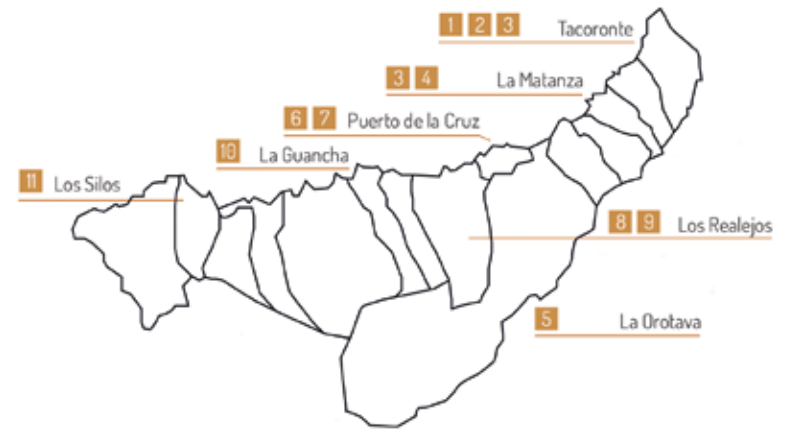 1 2 3 Tacoronte
3 4 La Matanza
6 7 Puerto de la Cruz
10 La Guancha
11 Los Silos
8 9 Los Realejos
5 La Orotava